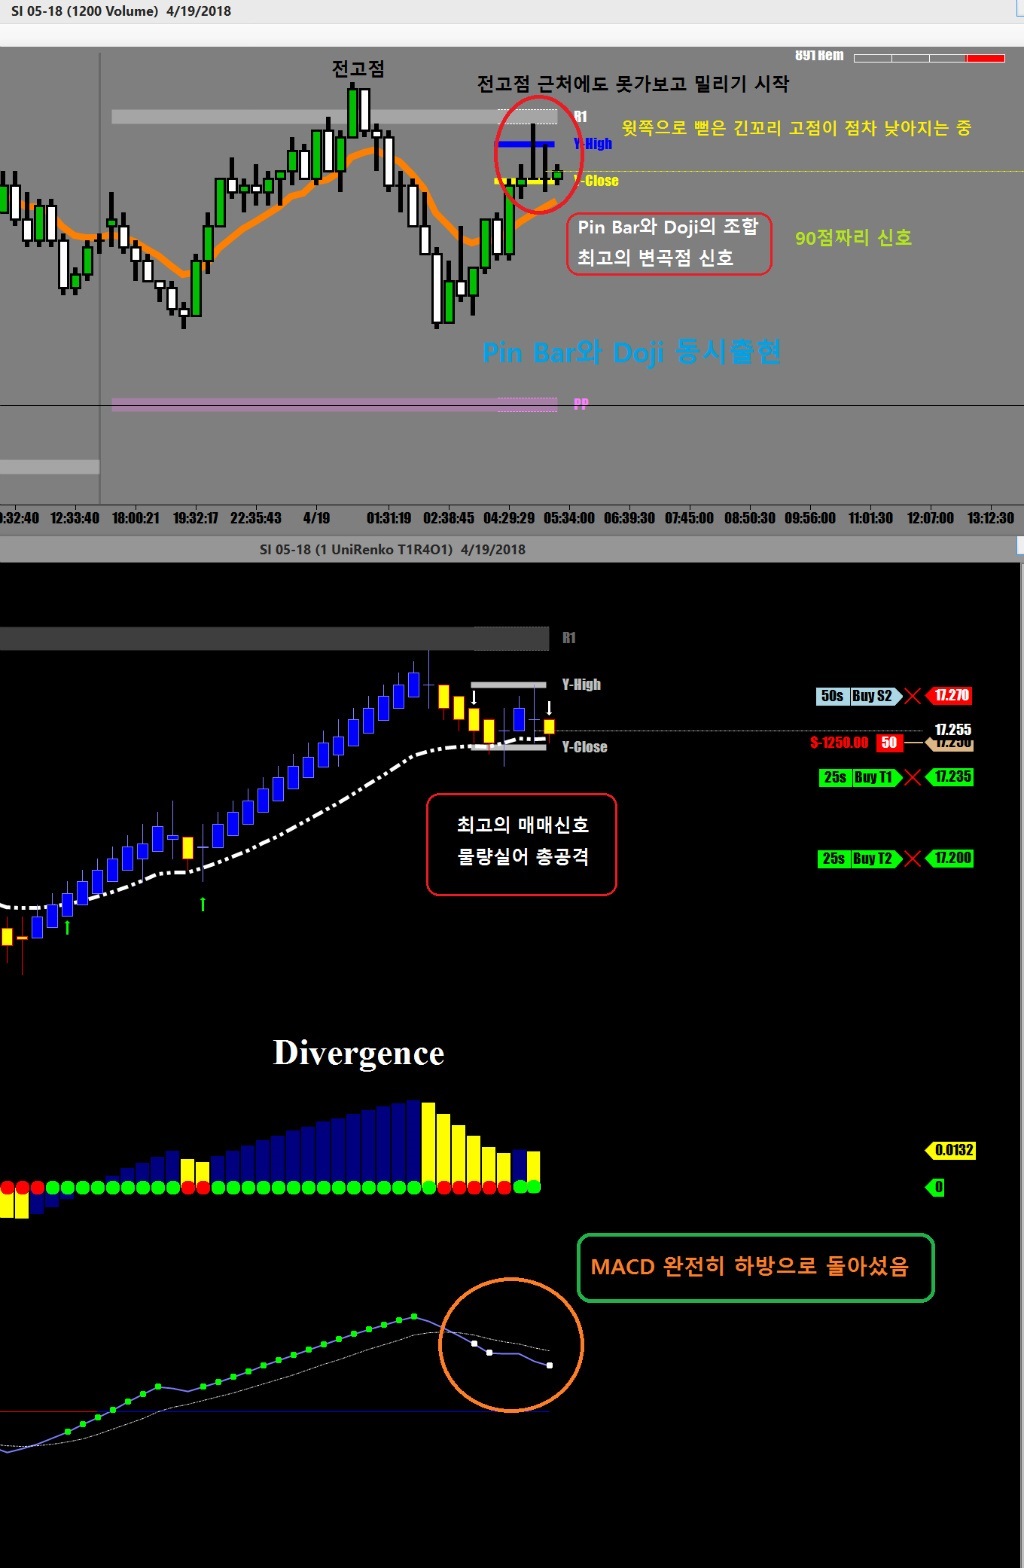 SI 05-18 (1200 Volume)  4/19/2018
891 Rem
전고점
전고점 근처에도 못가보고 밀리기 시작
R1
윗쪽으로 뻗은 긴꼬리 고점이 점차 낮아지는 중
Y-High
Y-Close
Pin Bar와 Doji의 조합
최고의 변곡점 신호
90점짜리 신호
Pin Bar와 Doji 동시출현
PP
0:32:40 12:33:40 18:00:21 19:32:17 22:35:43 4/19 01:31:19 02:38:45 04:29:29 05:34:00 06:39:30 07:45:00 08:50:30 09:56:00 11:01:30 12:07:00 13:12:30
SI 05-18 (1 UniRenko T1R4O1)  4/19/2018
R1
Y-High
50s Buy S2 17.270
17.255
$-1250.00 50 17.250
Y-Close
25s Buy T1 17.235
최고의 매매신호
물량실어 총공격
25s Buy T2 17.200
Divergence
0.0132
0
MACD 완전히 하방으로 돌아섰음